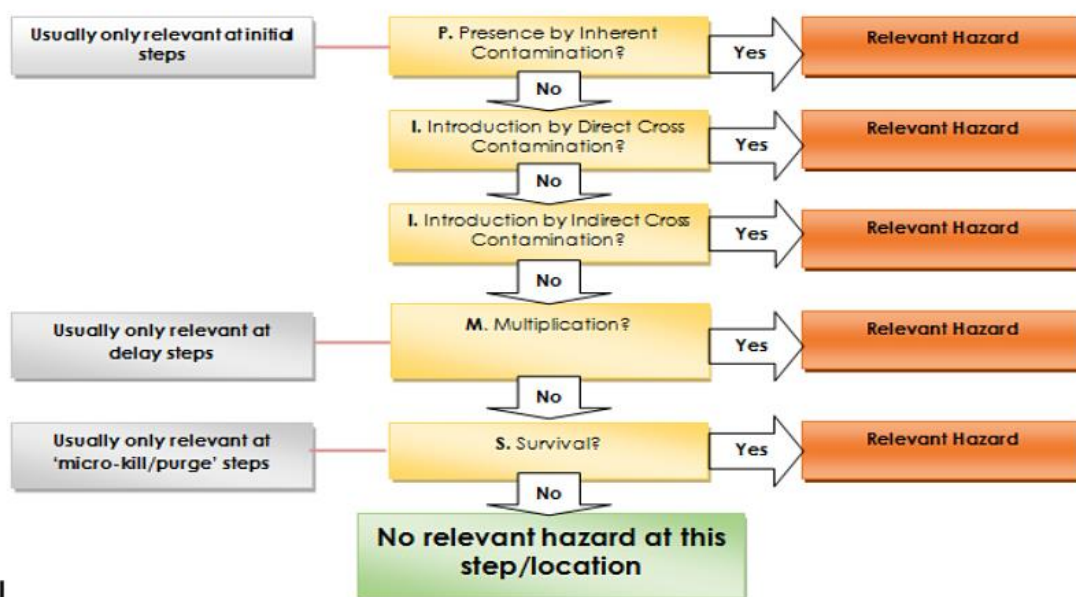 Usually only relevant at initial
steps
P. Presence by Inherent
Contamination?
Yes
Relevant Hazard
No
I. Introduction by Direct Cross
Contamination?
Yes
Relevant Hazard
No
I. Introduction by Indirect Cross
Contamination?
Yes
Relevant Hazard
No
Usually only relevant at
delay steps
M. Multiplication?
Yes
Relevant Hazard
No
Usually only relevant at
'micro-kill/purge' steps
S. Survival?
Yes
Relevant Hazard
No
No relevant hazard at this
step/location